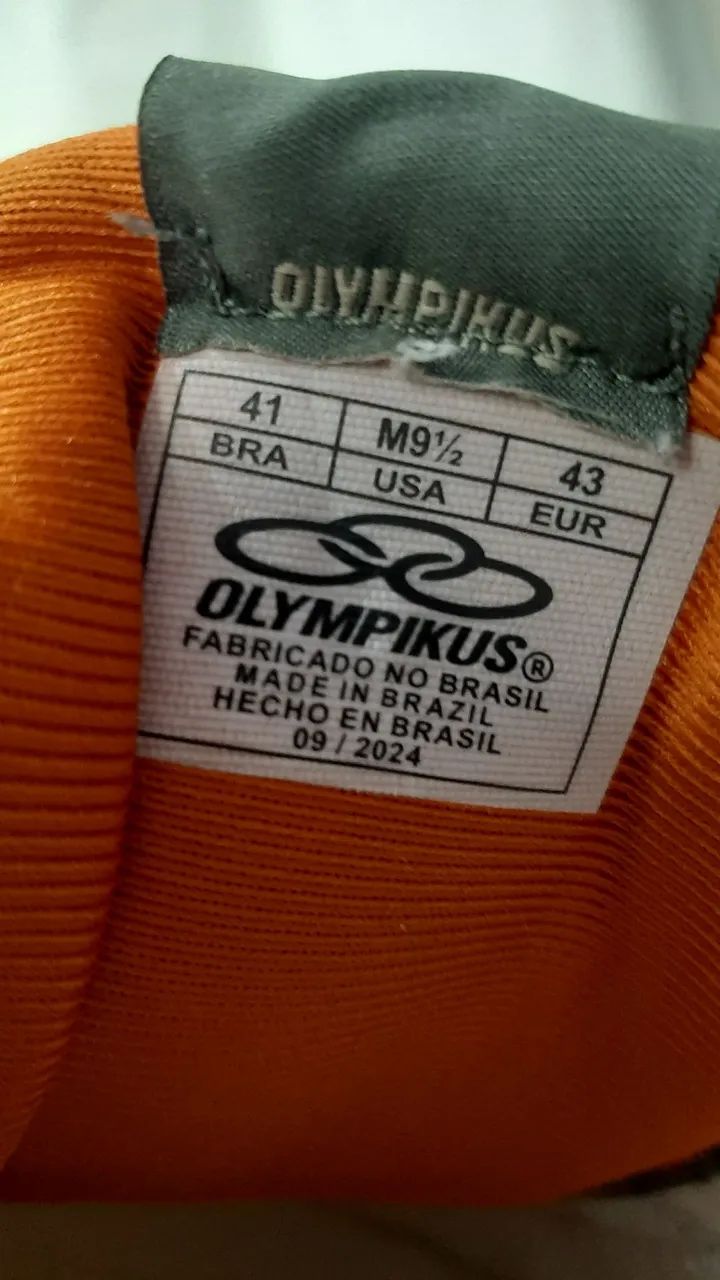 OLYMPIKUS
41 M9½ 43
BRA USA EUR
OLYMPIKUS®
FABRICADO NO BRASIL
MADE IN BRAZIL
HECHO EN BRASIL
09 / 2024